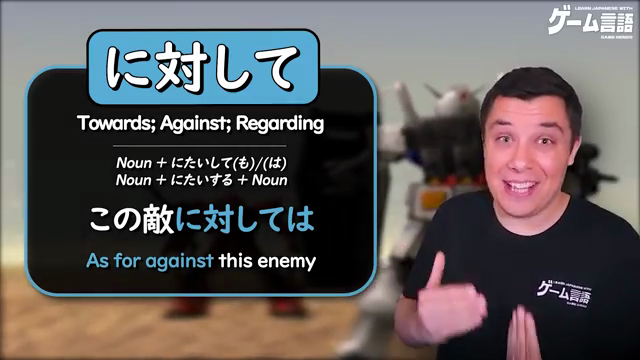 に対して
Towards; Against; Regarding
Noun + にたいして(も)/(は)
Noun + にたいする + Noun
この敵に対しては
As for against this enemy
LEARN JAPANESE WITH
ゲーム言語
GAME GENGO
ゲーム言語